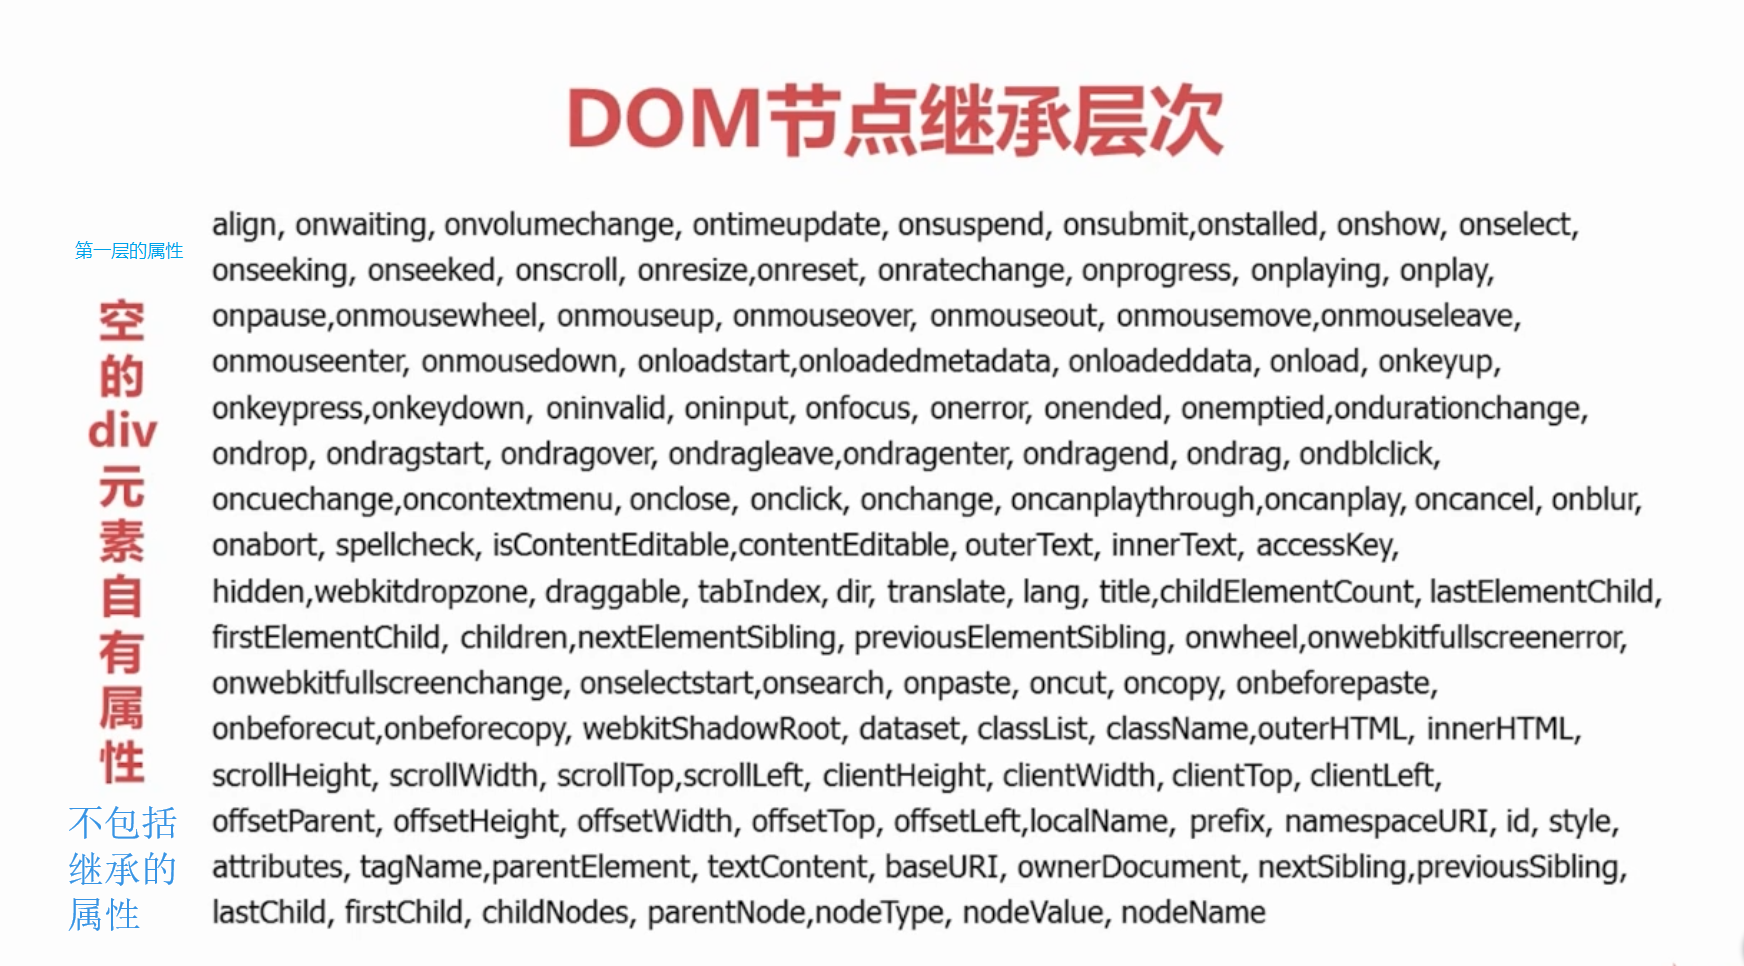 DOM节点继承层次
第一层的属性
空
的
div
元
素
自
有
属
性
不包括
继承的
属性
align, onwaiting, onvolumechange, ontimeupdate, onsuspend, onsubmit,onstalled, onshow, onselect,
onseeking, onseeked, onscroll, onresize,onreset, onratechange, onprogress, onplaying, onplay,
onpause,onmousewheel, onmouseup, onmouseover, onmouseout, onmousemove,onmouseleave,
onmouseenter, onmousedown, onloadstart,onloadedmetadata, onloadeddata, onload, onkeyup,
onkeypress,onkeydown, oninvalid, oninput, onfocus, onerror, onended, onemptied,ondurationchange,
ondrop, ondragstart, ondragover, ondragleave,ondragenter, ondragend, ondrag, ondblclick,
oncuechange,oncontextmenu, onclose, onclick, onchange, oncanplaythrough,oncanplay, oncancel, onblur,
onabort, spellcheck, isContentEditable,contentEditable, outerText, innerText, accessKey,
hidden,webkitdropzone, draggable, tabIndex, dir, translate, lang, title,childElementCount, lastElementChild,
firstElementChild, children,nextElementSibling, previousElementSibling, onwheel,onwebkitfullscreenerror,
onwebkitfullscreenchange, onselectstart,onsearch, onpaste, oncut, oncopy, onbeforepaste,
onbeforecut,onbeforecopy, webkitShadowRoot, dataset, classList, className,outerHTML, innerHTML,
scrollHeight, scrollWidth, scrollTop,scrollLeft, clientHeight, clientWidth, clientTop, clientLeft,
offsetParent, offsetHeight, offsetWidth, offsetTop, offsetLeft,localName, prefix, namespaceURI, id, style,
attributes, tagName,parentElement, textContent, baseURI, ownerDocument, nextSibling,previousSibling,
lastChild, firstChild, childNodes, parentNode,nodeType, nodeValue, nodeName